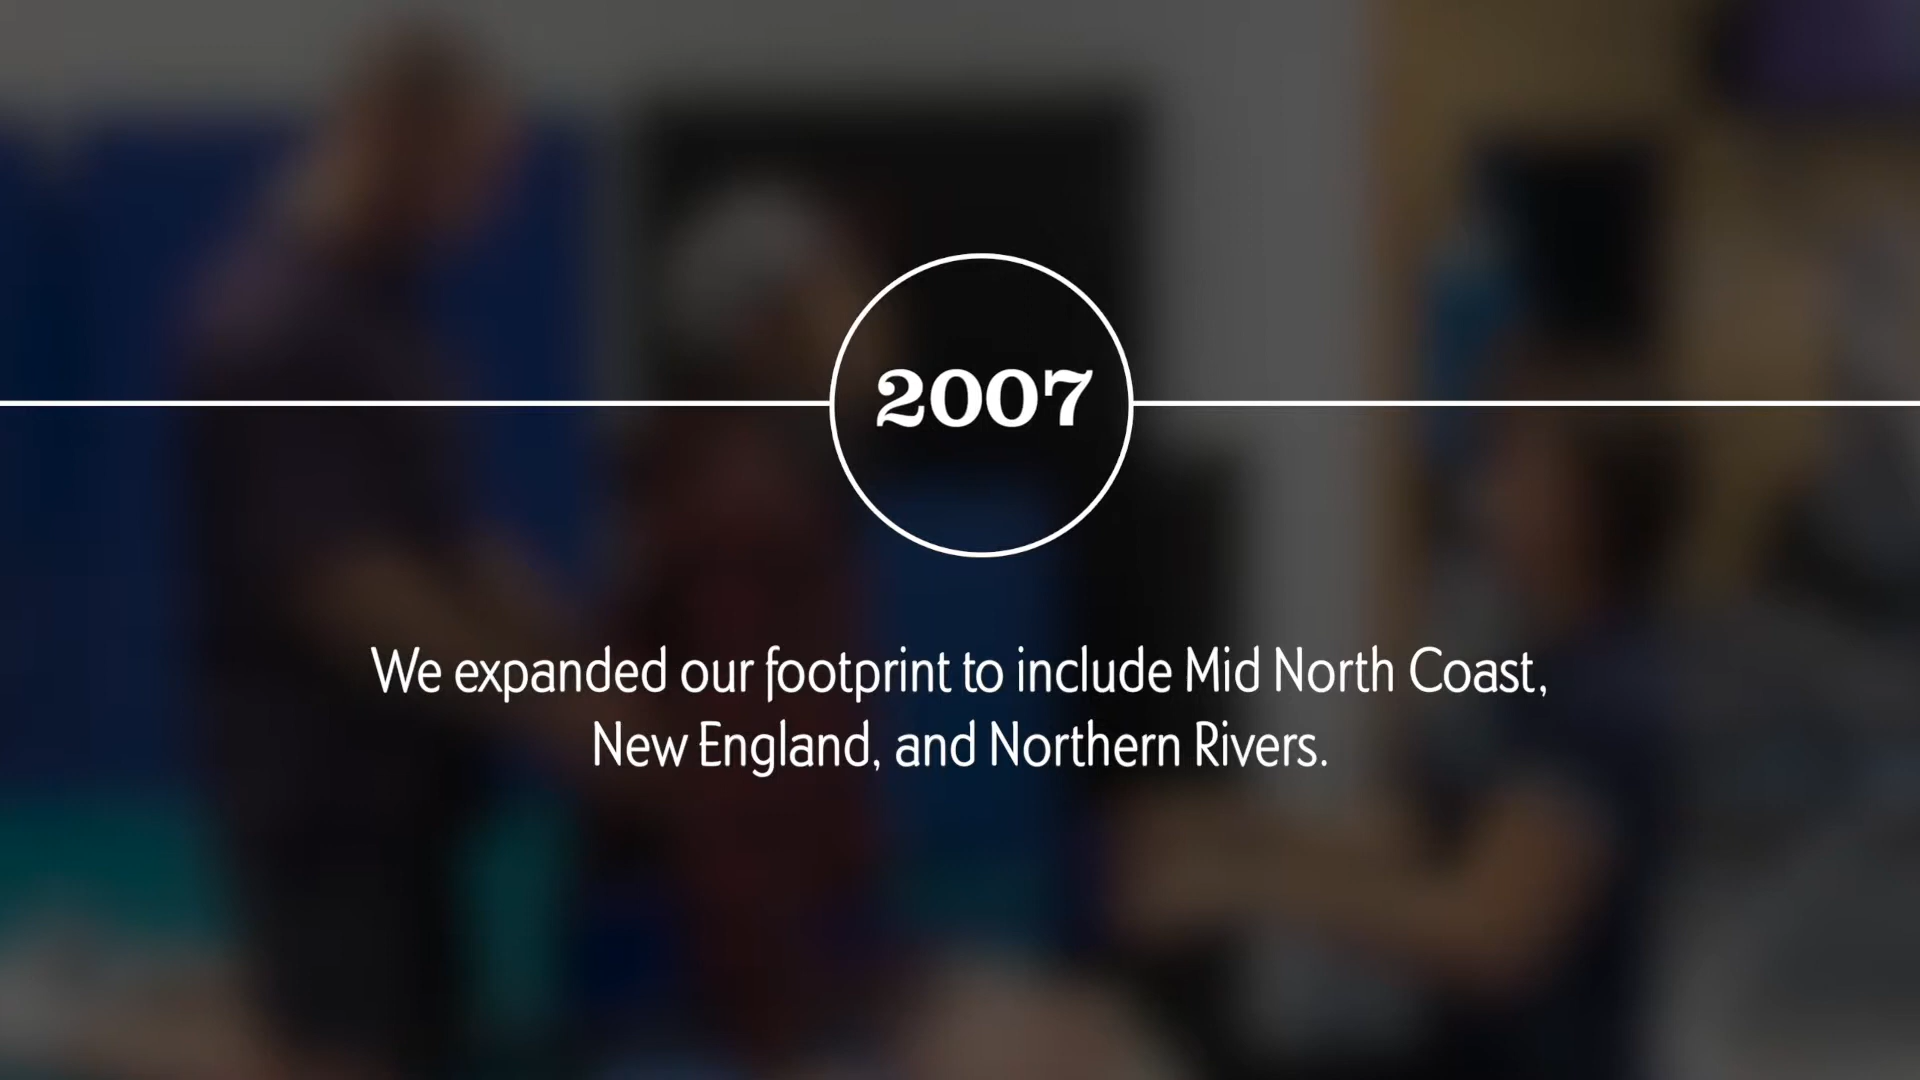 2007
We expanded our footprint to include Mid North Coast,
New England, and Northern Rivers.